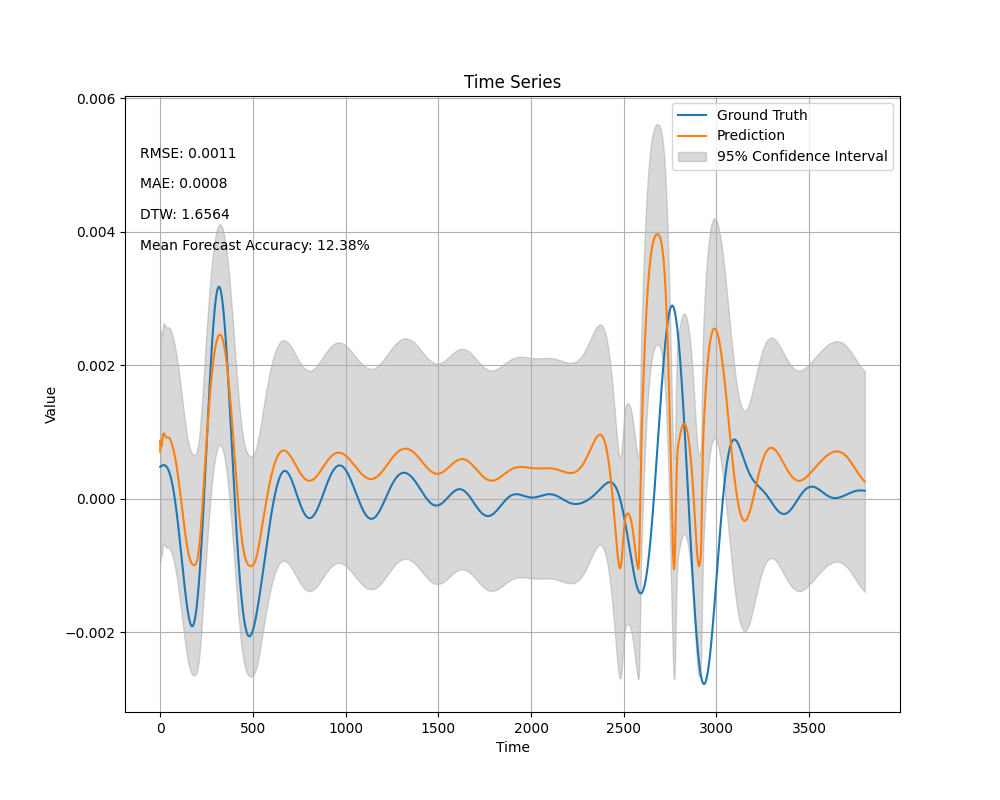 Time Series
0.006
0.004
0.002
0.000
−0.002
Value
RMSE: 0.0011
MAE: 0.0008
DTW: 1.6564
Mean Forecast Accuracy: 12.38%
Ground Truth
Prediction
95% Confidence Interval
0 500 1000 1500 2000 2500 3000 3500
Time